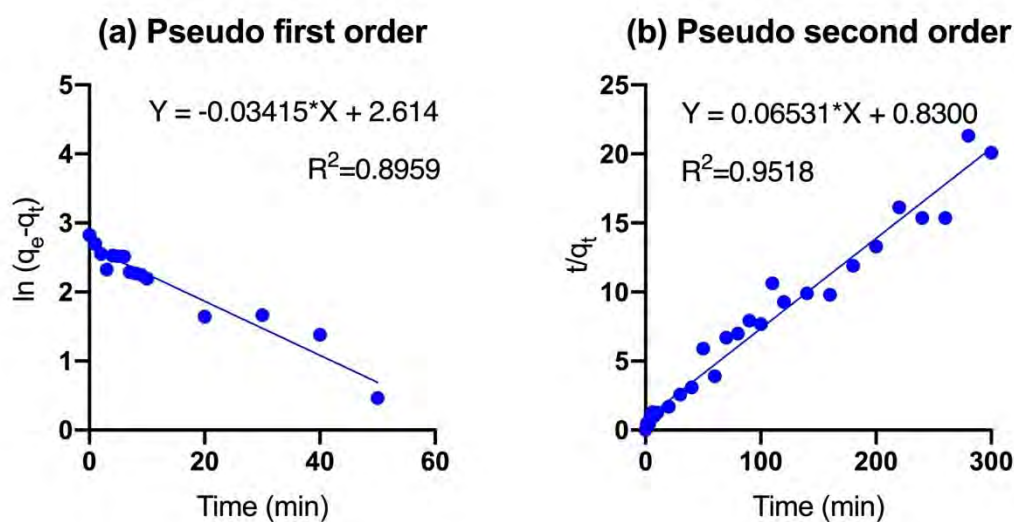 (a) Pseudo first order
Y = -0.03415*X + 2.614
R²=0.8959
5
4
3
2
1
0
ln (qₑ-qₜ)
0 20 40 60
Time (min)
(b) Pseudo second order
Y = 0.06531*X + 0.8300
R²=0.9518
25
20
15
10
5
0
t/qₜ
0 100 200 300
Time (min)